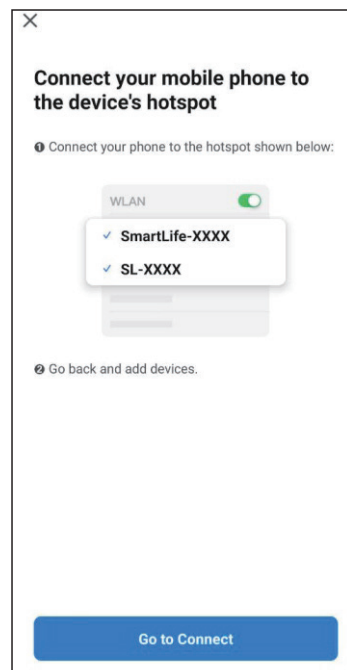 Connect your mobile phone to
the device's hotspot
❶ Connect your phone to the hotspot shown below:
WLAN
SmartLife-XXXX
SL-XXXX
❷ Go back and add devices.
Go to Connect